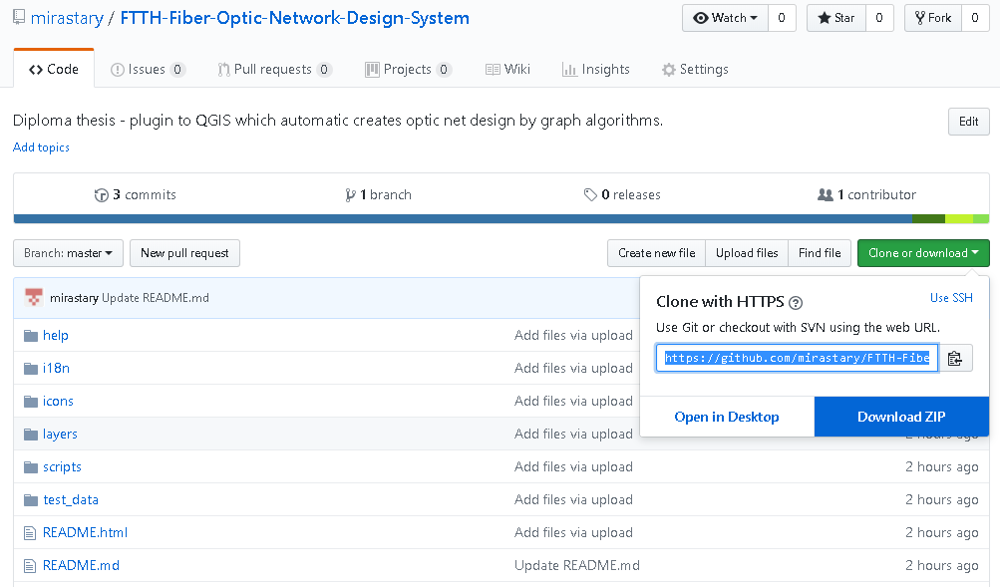 mirastary / FTTH-Fiber-Optic-Network-Design-System
Watch 0 Star 0 Fork 0
Code Issues 0 Pull requests 0 Projects 0 Wiki Insights Settings
Diploma thesis - plugin to QGIS which automatic creates optic net design by graph algorithms.
Edit
Add topics
3 commits 1 branch 0 releases 1 contributor
Branch: master New pull request Create new file Upload files Find file Clone or download
mirastary Update README.md
Clone with HTTPS ? Use SSH
Use Git or checkout with SVN using the web URL.
https://github.com/mirastary/FTTH-Fibe
Open in Desktop Download ZIP
help Add files via upload
i18n Add files via upload
icons Add files via upload
layers Add files via upload 2 hours ago
scripts Add files via upload 2 hours ago
test_data Add files via upload 2 hours ago
README.html Add files via upload 2 hours ago
README.md Update README.md 2 hours ago